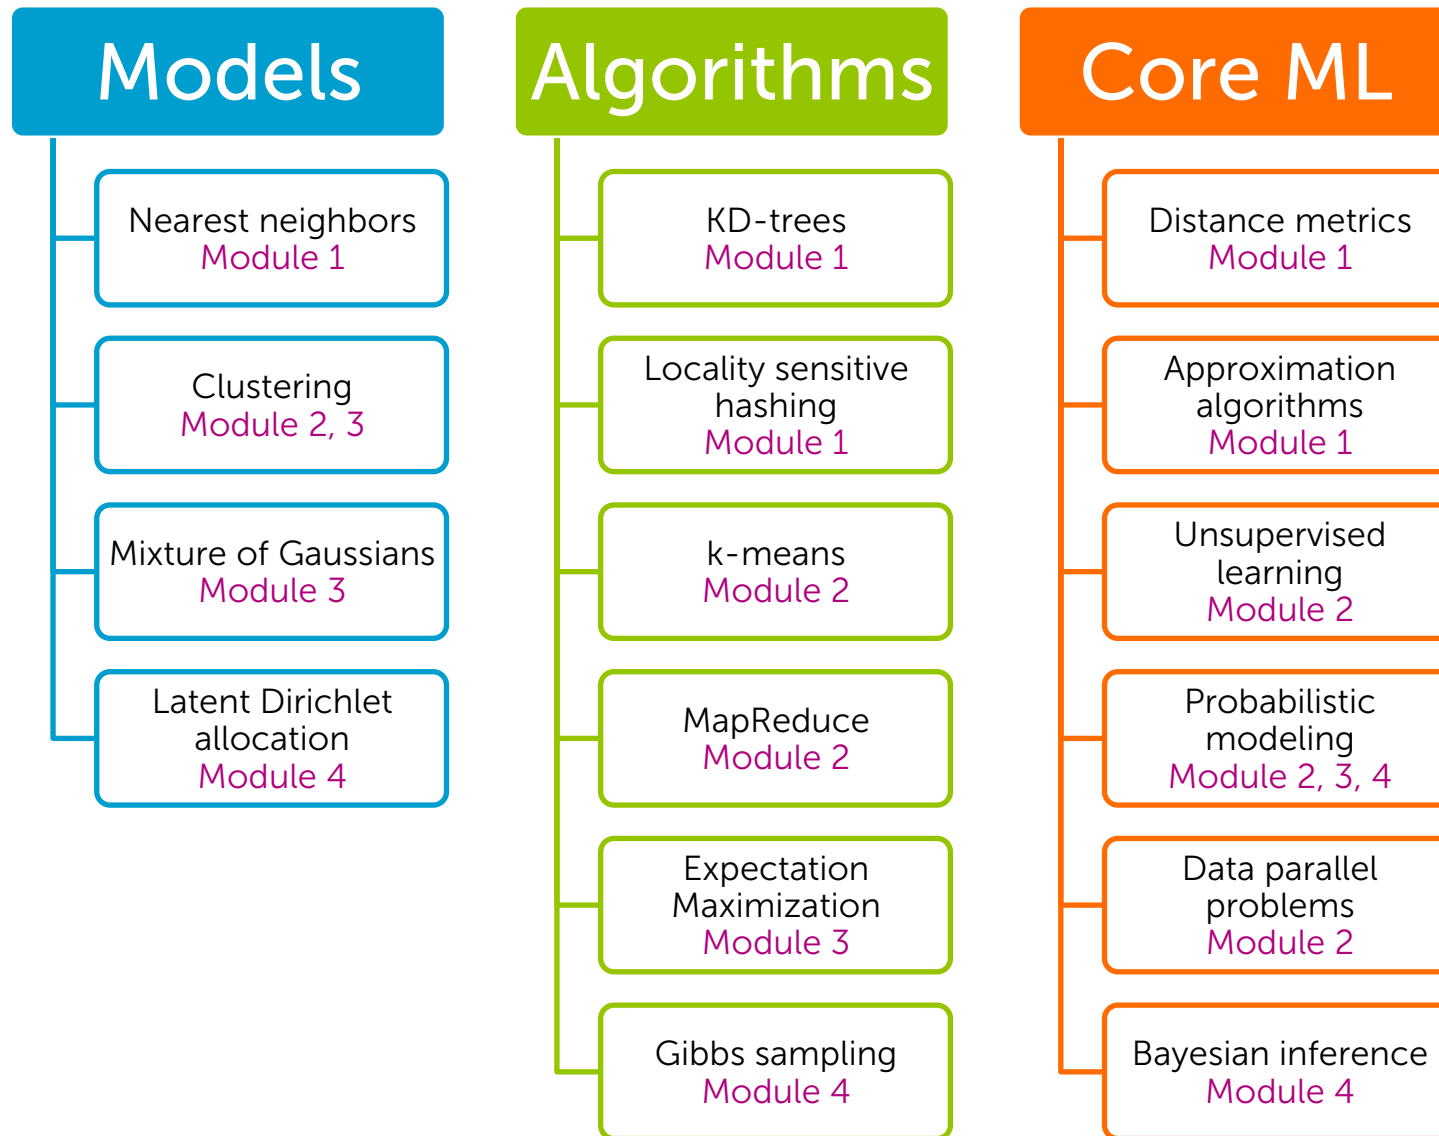 Models
Nearest neighbors
Module 1
Clustering
Module 2, 3
Mixture of Gaussians
Module 3
Latent Dirichlet
allocation
Module 4
Algorithms
KD-trees
Module 1
Locality sensitive
hashing
Module 1
k-means
Module 2
MapReduce
Module 2
Expectation
Maximization
Module 3
Gibbs sampling
Module 4
Core ML
Distance metrics
Module 1
Approximation
algorithms
Module 1
Unsupervised
learning
Module 2
Probabilistic
modeling
Module 2, 3, 4
Data parallel
problems
Module 2
Bayesian inference
Module 4